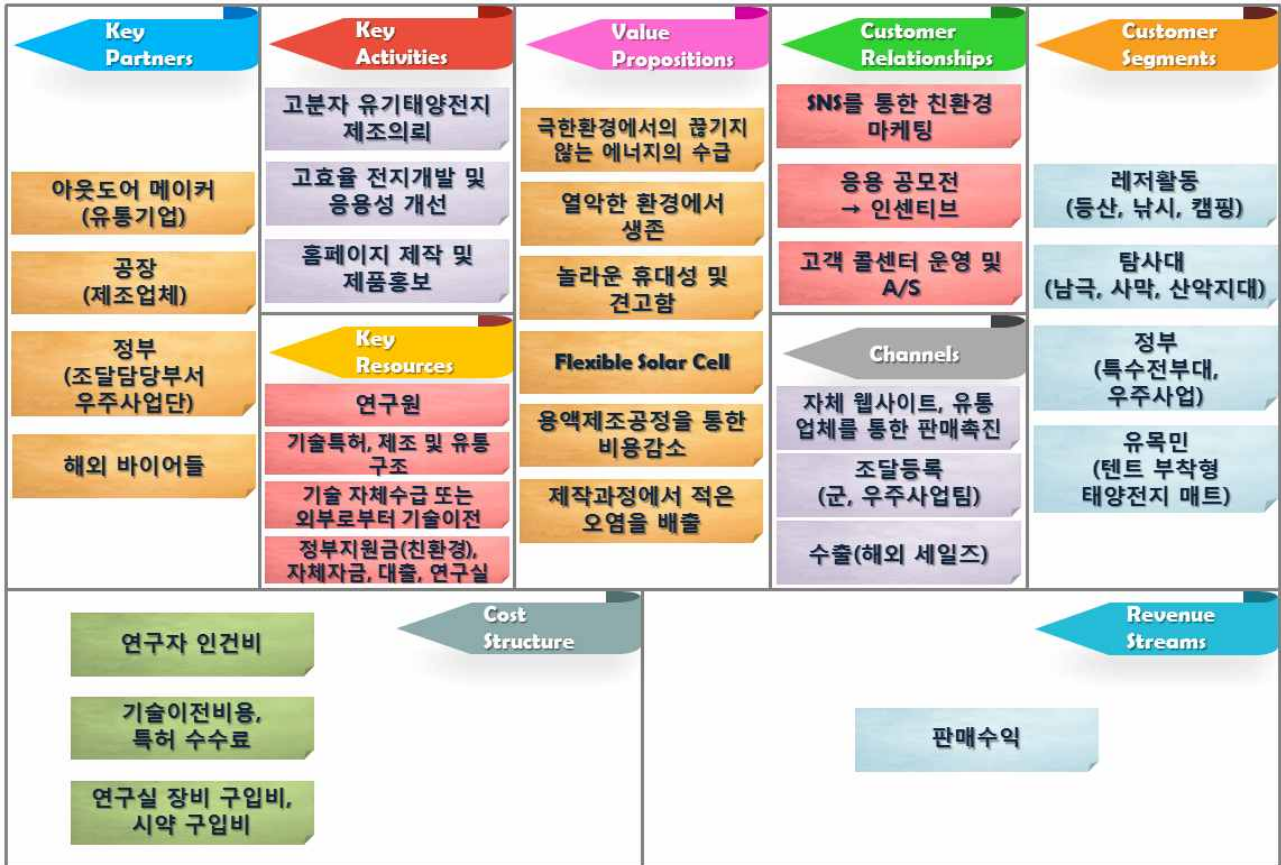 Key
Partners
아웃도어 메이커
(유통기업)
공장
(제조업체)
정부
(조달담당부서
우주사업단)
해외 바이어들
Key
Activities
고분자 유기태양전지
제조의뢰
고효율 전지개발 및
응용성 개선
홈페이지 제작 및
제품홍보
Key
Resources
연구원
기술특허, 제조 및 유통
구조
기술 자체수급 또는
외부로부터 기술이전
정부지원금(친환경),
자체자금, 대출, 연구실
Value
Propositions
극한환경에서의 끊기지
않는 에너지의 수급
열악한 환경에서
생존
놀라운 휴대성 및
견고함
Flexible Solar Cell
용액제조공정을 통한
비용감소
제작과정에서 적은
오염을 배출
Customer
Relationships
SNS를 통한 친환경
마케팅
응용 공모전
→ 인센티브
고객 콜센터 운영 및
A/S
Channels
자체 웹사이트, 유통
업체를 통한 판매촉진
조달등록
(군, 우주사업팀)
수출(해외 세일즈)
Customer
Segments
레저활동
(등산, 낚시, 캠핑)
탐사대
(남극, 사막, 산악지대)
정부
(특수전부대,
우주사업)
유목민
(텐트 부착형
태양전지 매트)
Cost
Structure
연구자 인건비
기술이전비용,
특허 수수료
연구실 장비 구입비,
시약 구입비
Revenue
Streams
판매수익